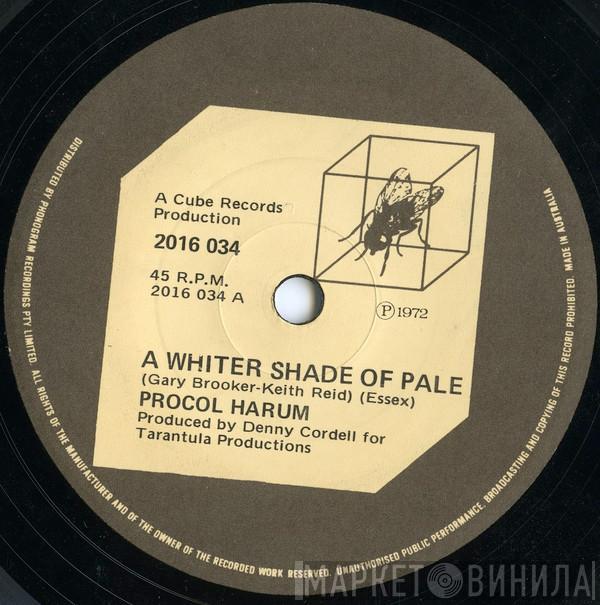 A Cube Records
Production
2016 034
45 R.P.M.
2016 034 A
Ⓟ 1972
A WHITER SHADE OF PALE
(Gary Brooker-Keith Reid) (Essex)
PROCOL HARUM
Produced by Denny Cordell for
Tarantula Productions
DISTRIBUTED BY PHONOGRAM RECORDINGS PTY LIMITED. ALL RIGHTS OF THE MANUFACTURER AND OF THE OWNER OF THE RECORDED WORK RESERVED. UNAUTHORISED PUBLIC PERFORMANCE, BROADCASTING AND COPYING OF THIS RECORD PROHIBITED. MADE IN AUSTRALIA.
МАРКЕТ ВИНИЛА